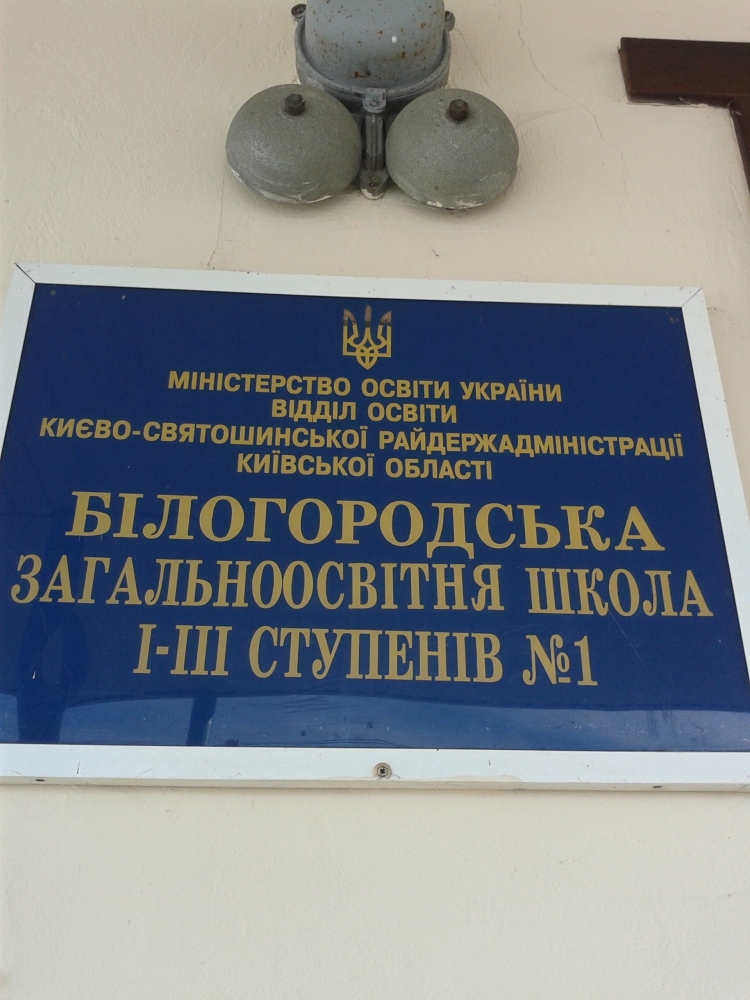 МІНІСТЕРСТВО ОСВІТИ УКРАЇНИ
ВІДДІЛ ОСВІТИ
КИЄВО-СВЯТОШИНСЬКОЇ РАЙДЕРЖАДМІНІСТРАЦІЇ
КИЇВСЬКОЇ ОБЛАСТІ
БІЛОГОРОДСЬКА
ЗАГАЛЬНООСВІТНЯ ШКОЛА
І-ІІІ СТУПЕНІВ №1